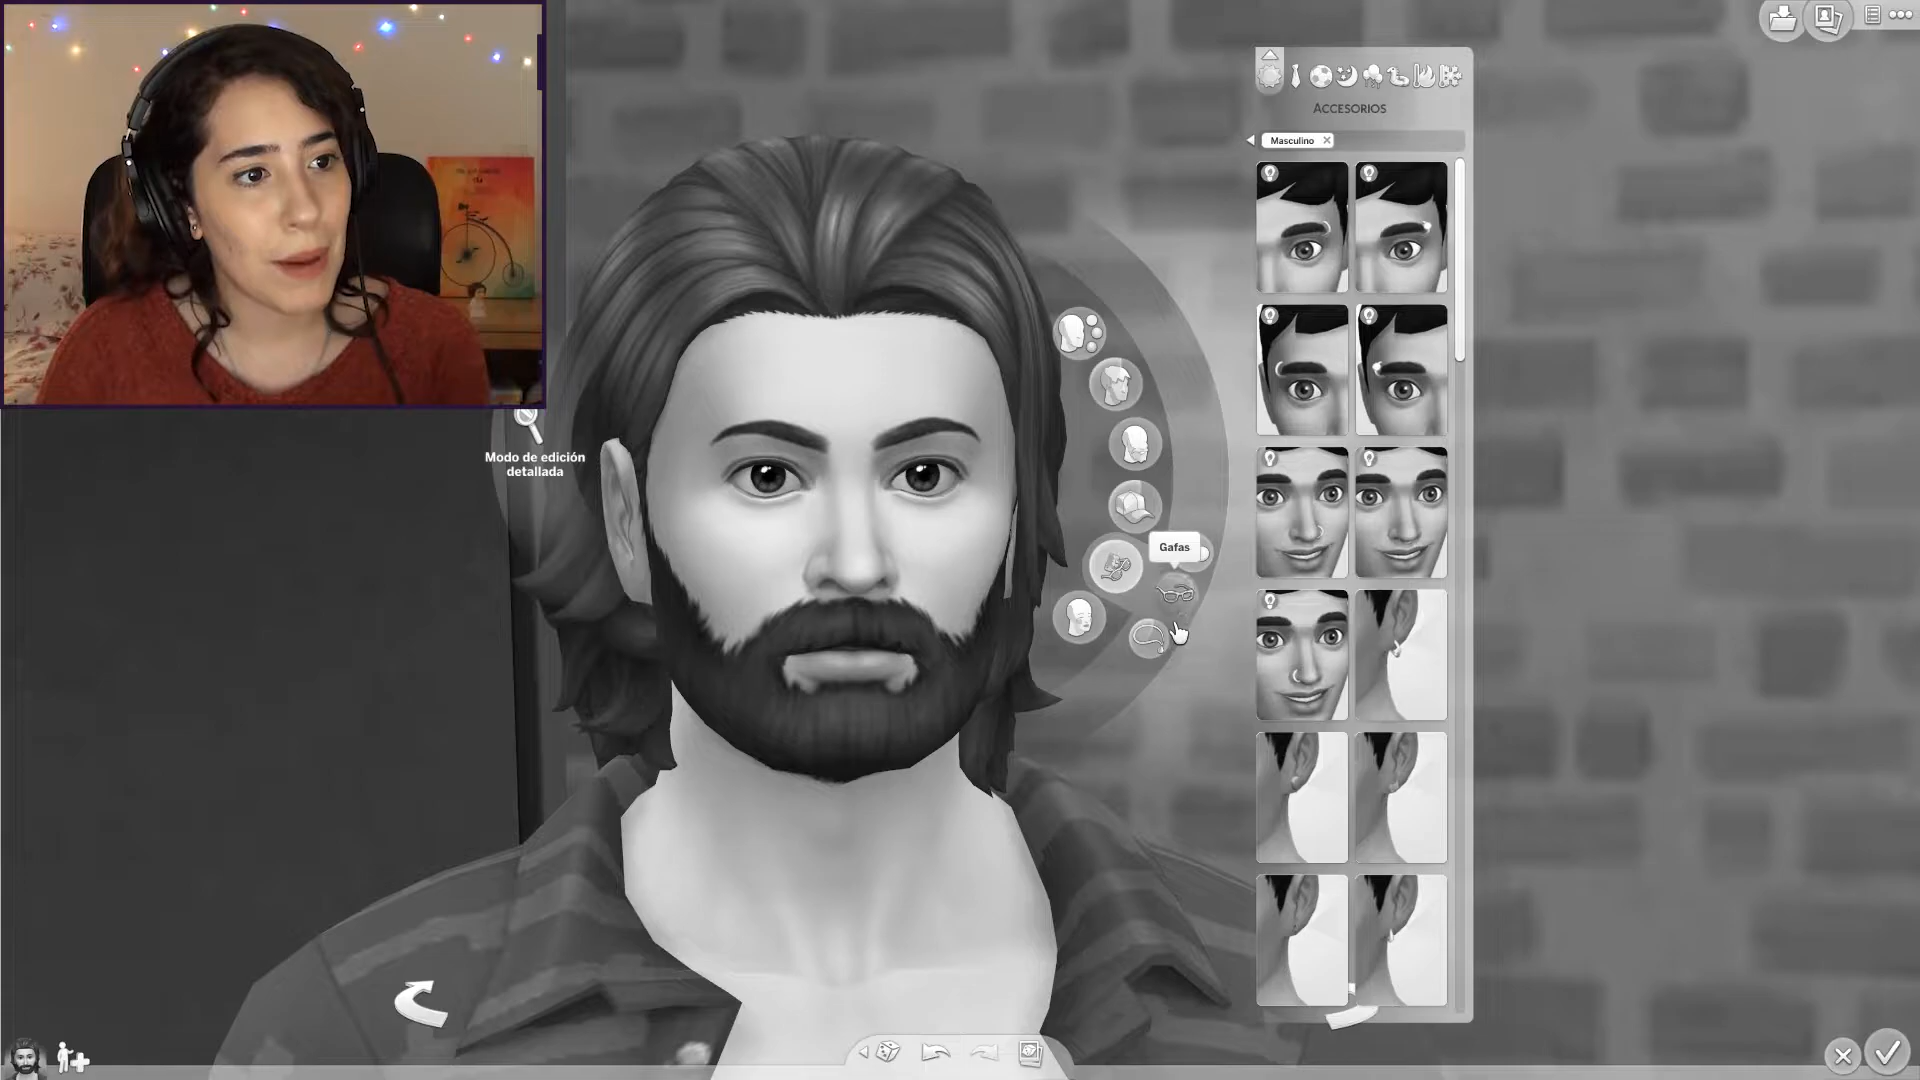 ACCESORIOS
Masculino
Modo de edición
detallada
Gafas